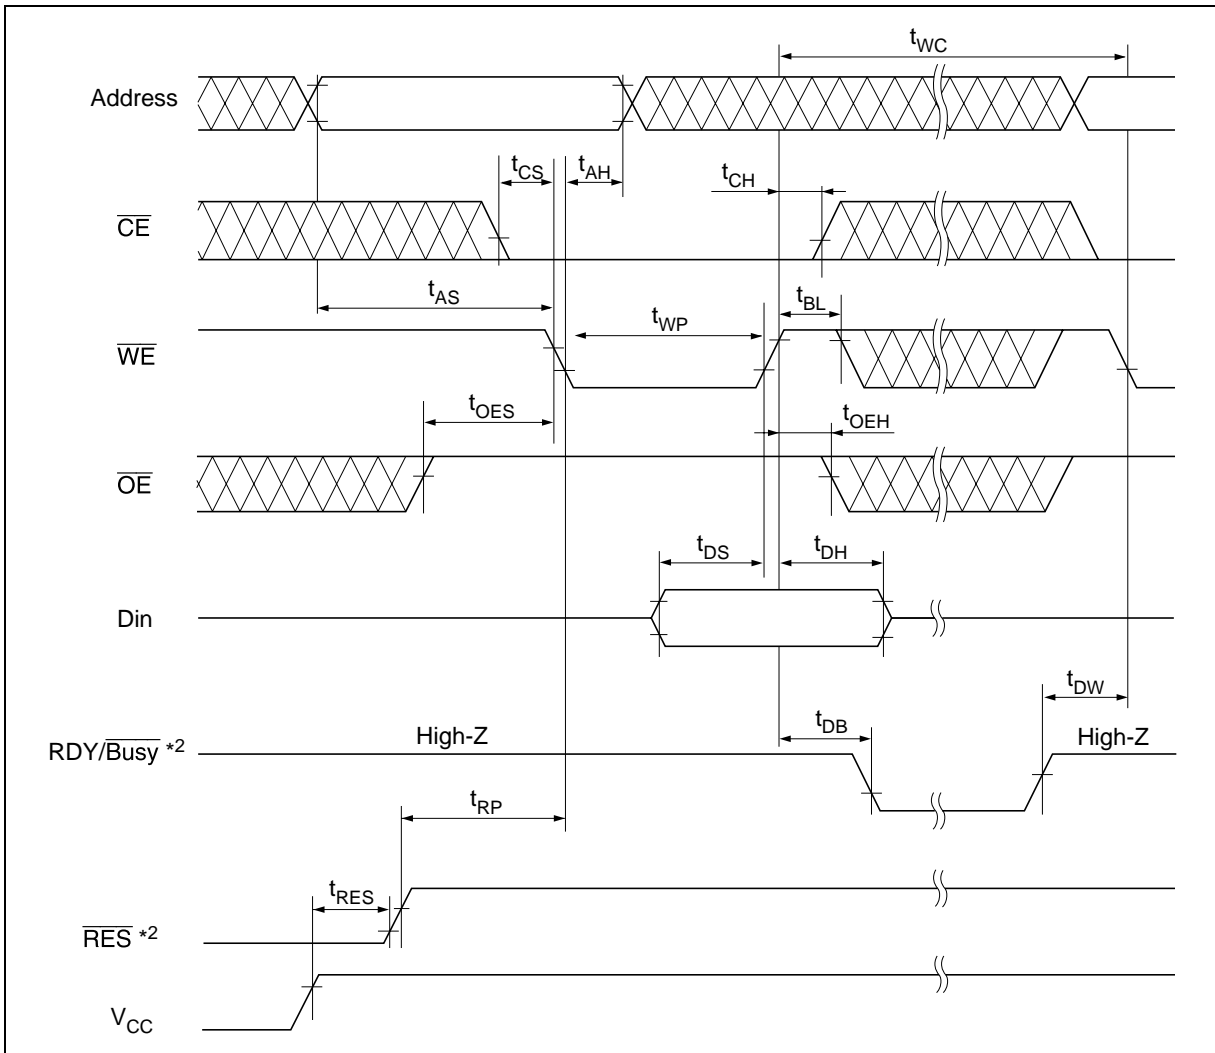 tWC
Address
tCS
tAH
tCH
CE
tAS
tBL
tWP
WE
tOES
tOEH
OE
tDS
tDH
Din
tDW
tDB
High-Z
High-Z
RDY/Busy *2
tRP
tRES
RES *2
VCC